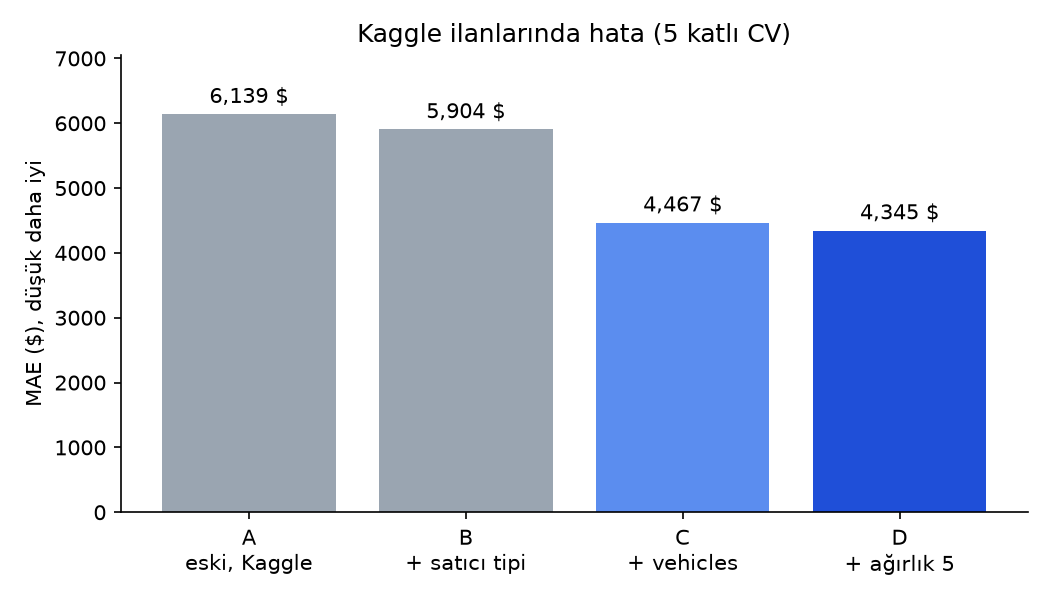 Kaggle ilanlarında hata (5 katlı CV)
MAE ($), düşük daha iyi
7000
6000
5000
4000
3000
2000
1000
0
6,139 $
5,904 $
4,467 $
4,345 $
A
eski, Kaggle
B
+ satıcı tipi
C
+ vehicles
D
+ ağırlık 5